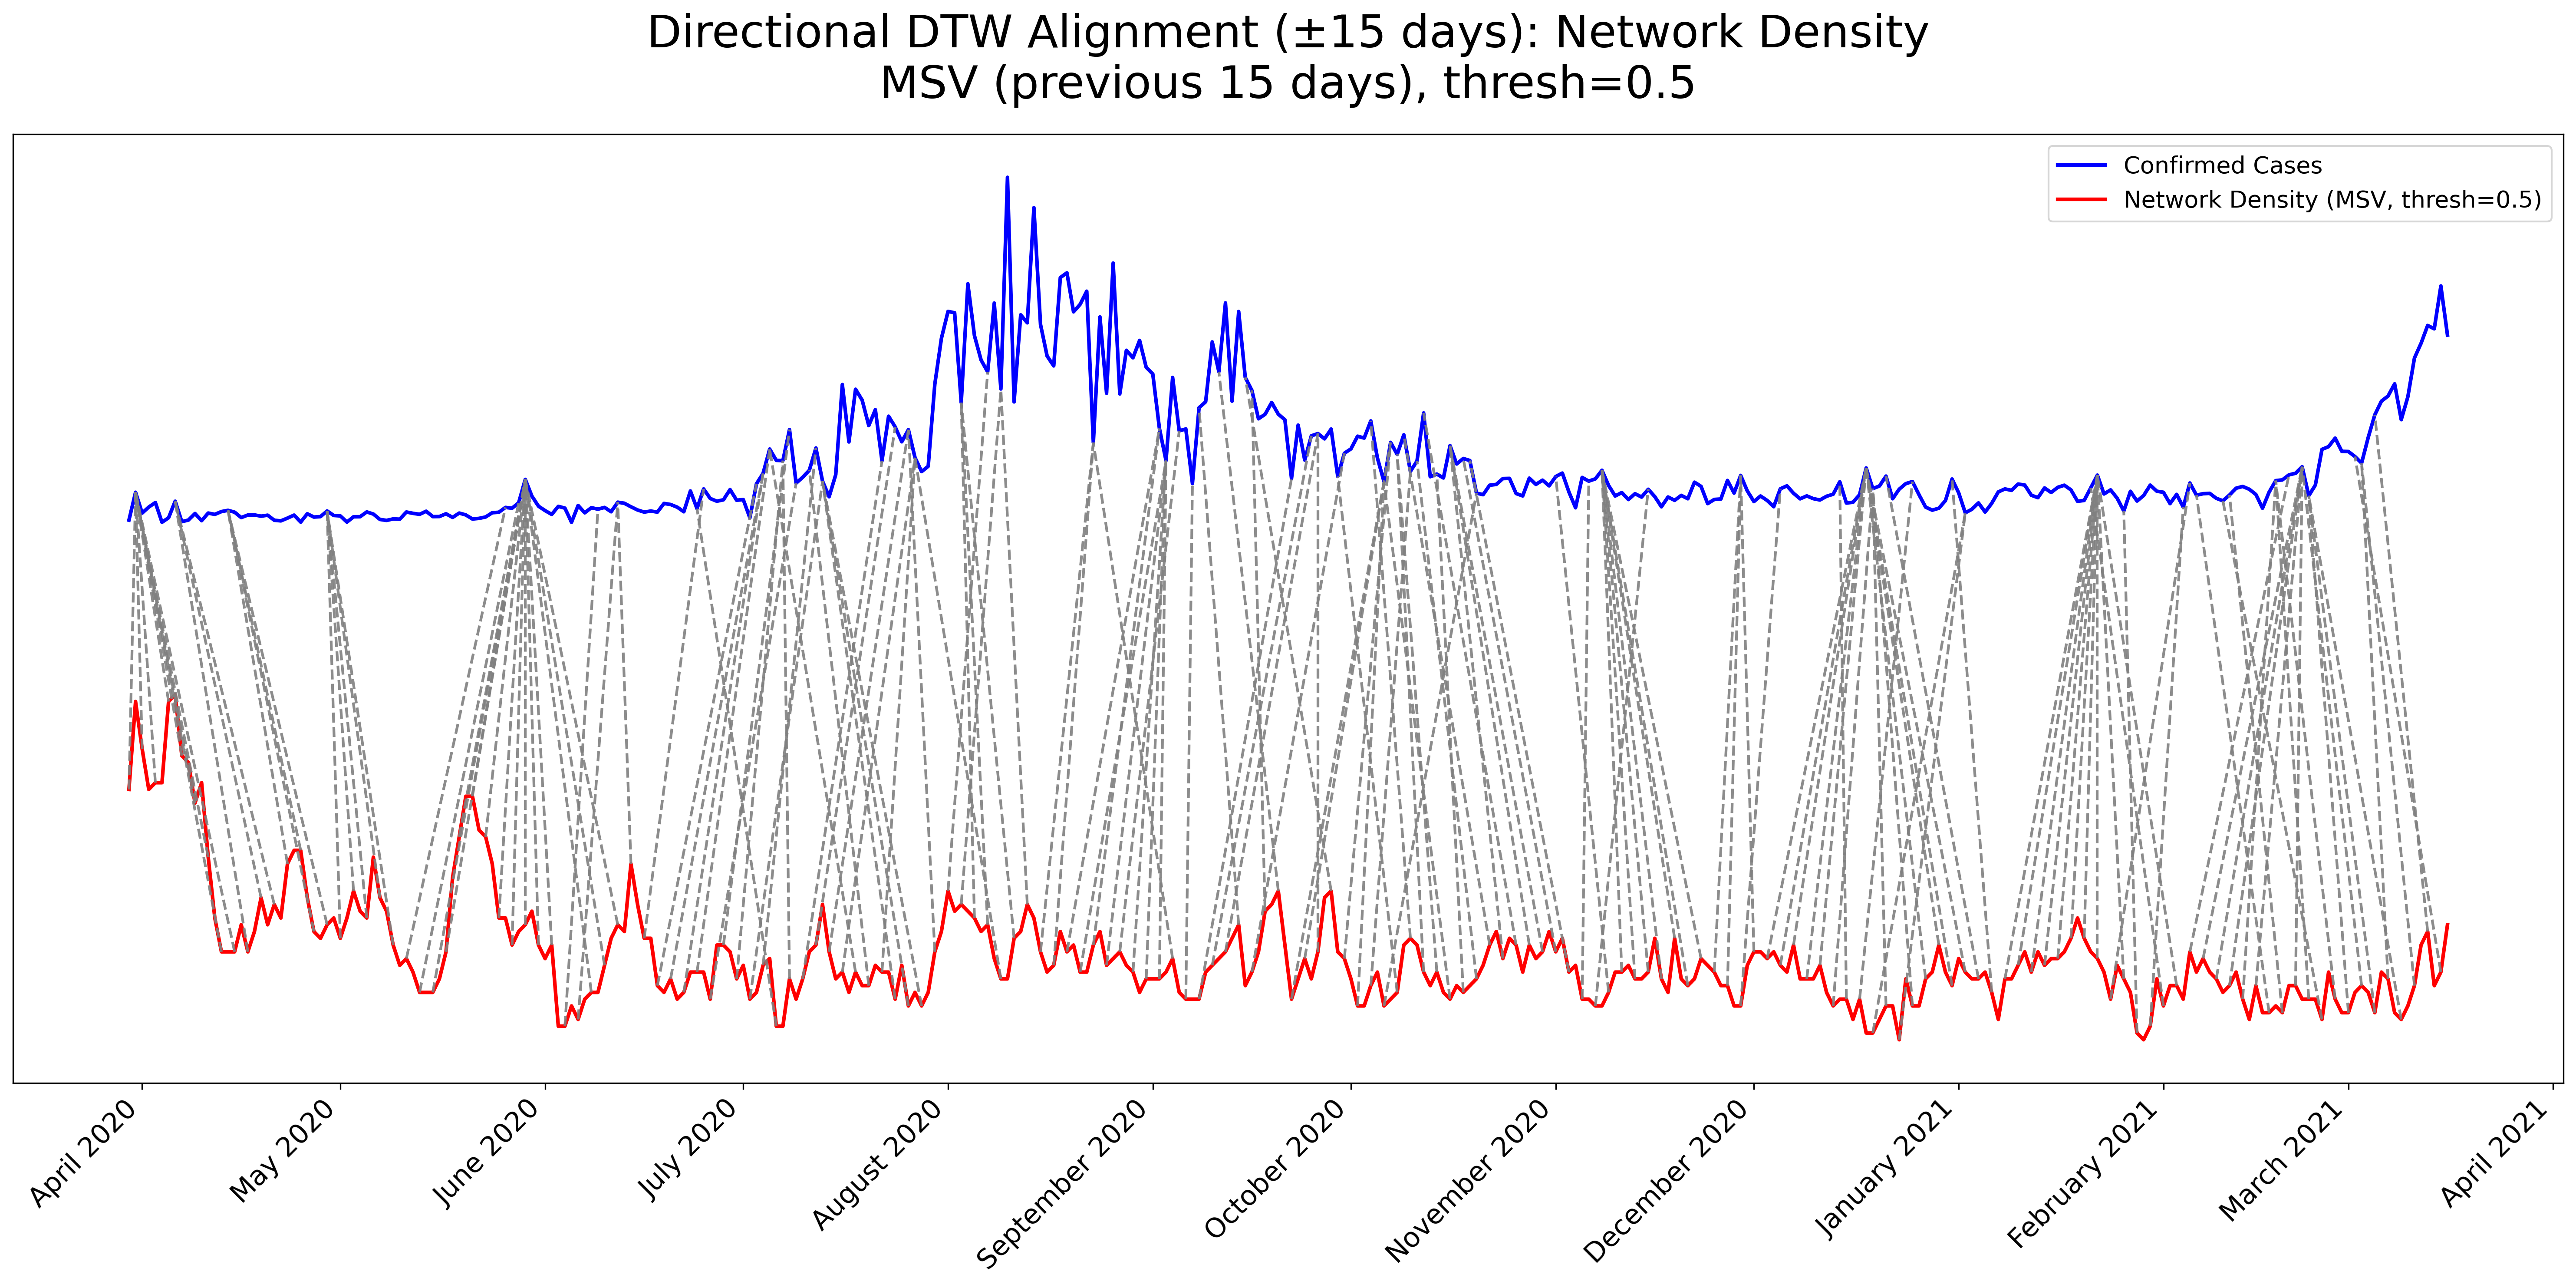 Directional DTW Alignment (±15 days): Network Density
MSV (previous 15 days), thresh=0.5
Confirmed Cases
Network Density (MSV, thresh=0.5)
April 2020
May 2020
June 2020
July 2020
August 2020
September 2020
October 2020
November 2020
December 2020
January 2021
February 2021
March 2021
April 2021